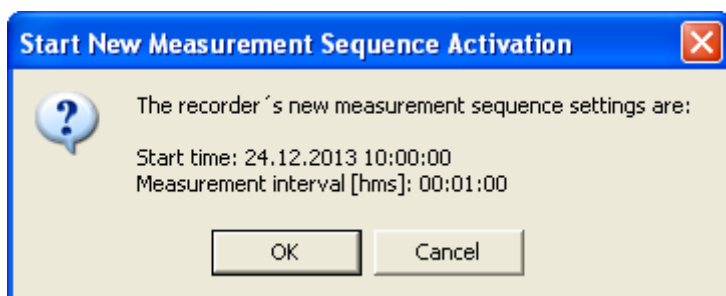 Start New Measurement Sequence Activation
The recorder´s new measurement sequence settings are:
Start time: 24.12.2013 10:00:00
Measurement interval [hms]: 00:01:00
OK
Cancel